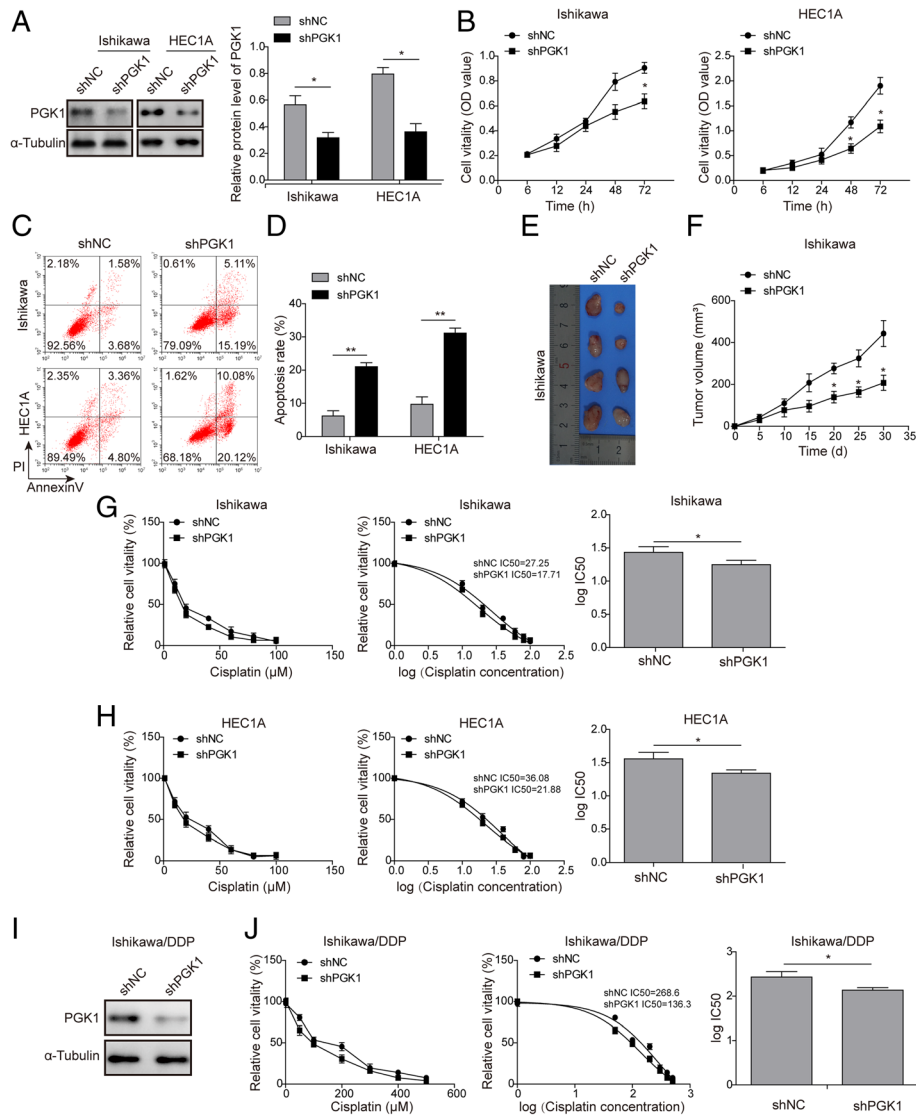 A
Ishikawa HEC1A
shNC shPGK1 shNC shPGK1
PGK1
α-Tubulin
Relative protein level of PGK1
1.0
0.8
0.6
0.4
0.2
0.0
shNC
shPGK1
* *
Ishikawa HEC1A
B
Ishikawa
shNC
shPGK1
Cell vitality (OD value)
1.0
0.8
0.6
0.4
0.2
0.0
*
6 12 24 48 72
Time (h)
HEC1A
shNC
shPGK1
Cell vitality (OD value)
2.5
2.0
1.5
1.0
0.5
0.0
* *
6 12 24 48 72
Time (h)
C
shNC shPGK1
Ishikawa
2.18% 1.58% 0.61% 5.11%
92.56% 3.68% 79.09% 15.19%
HEC1A
2.35% 3.36% 1.62% 10.08%
89.49% 4.80% 68.18% 20.12%
PI
AnnexinV
D
shNC
shPGK1
Apoptosis rate (%)
40
30
20
10
0
** **
Ishikawa HEC1A
E
shNC shPGK1
Ishikawa
8
7
6
5
4
3
2
1 2
F
Ishikawa
shNC
shPGK1
Tumor volume (mm³)
600
400
200
0
* * *
0 5 10 15 20 25 30
Time (d)
G
Ishikawa
shNC
shPGK1
Relative cell vitality (%)
150
100
50
0
0 50 100 150
Cisplatin (μM)
Ishikawa
shNC
shPGK1
shNC IC50=27.25
shPGK1 IC50=17.71
Relative cell vitality (%)
150
100
50
0.0 0.5 1.0 1.5 2.0 2.5
log (Cisplatin concentration)
Ishikawa
log IC50
2.0
1.5
1.0
0.5
0.0
*
shNC shPGK1
H
HEC1A
shNC
shPGK1
Relative cell vitality (%)
150
100
50
0
0 50 100 150
Cisplatin (μM)
HEC1A
shNC
shPGK1
shNC IC50=36.08
shPGK1 IC50=21.88
Relative cell vitality (%)
150
100
50
0.0 0.5 1.0 1.5 2.0 2.5
log (Cisplatin concentration)
HEC1A
log IC50
2.0
1.5
1.0
0.5
0.0
*
shNC shPGK1
I
Ishikawa/DDP
shNC shPGK1
PGK1
α-Tubulin
J
Ishikawa/DDP
shNC
shPGK1
Relative cell vitality (%)
150
100
50
0
0 200 400 600
Cisplatin (μM)
Ishikawa/DDP
shNC
shPGK1
shNC IC50=268.6
shPGK1 IC50=136.3
Relative cell vitality (%)
150
100
50
0 1 2 3
log (Cisplatin concentration)
Ishikawa/DDP
log IC50
3
2
1
0
*
shNC shPGK1